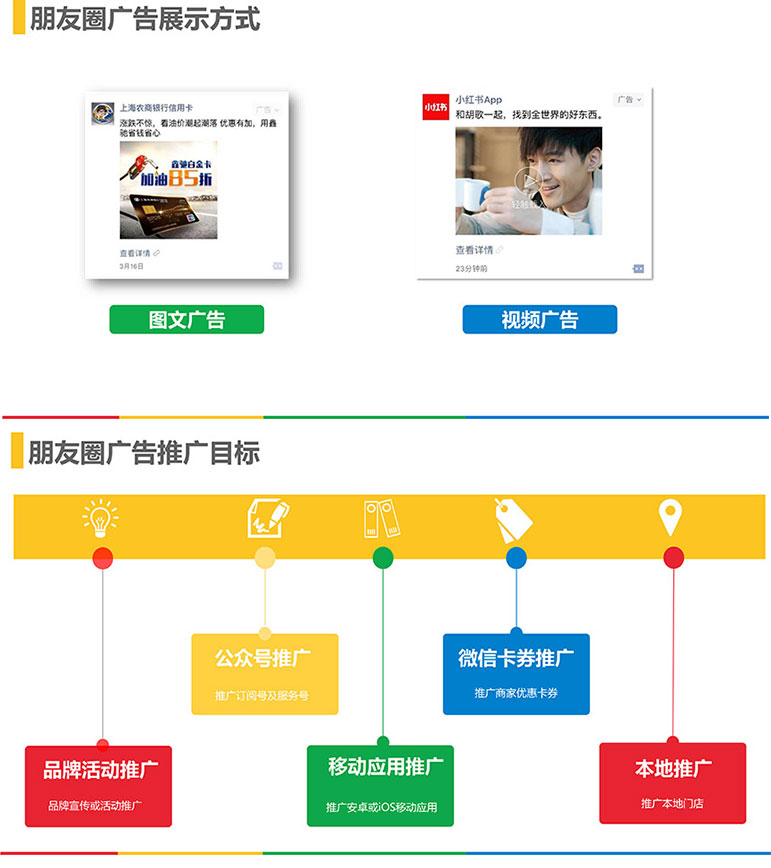 朋友圈广告展示方式
上海农商银行信用卡
广告
涨跌不惊，看油价潮起潮落 优惠有加，用鑫
驰省钱省心
鑫驰白金卡
加油85折
查看详情
3月16日
小红书
小红书App
广告
和胡歌一起，找到全世界的好东西。
轻触载入
查看详情
23分钟前
图文广告
视频广告
朋友圈广告推广目标
公众号推广
推广订阅号及服务号
微信卡券推广
推广商家优惠卡券
品牌活动推广
品牌宣传或活动推广
移动应用推广
推广安卓或iOS移动应用
本地推广
推广本地门店